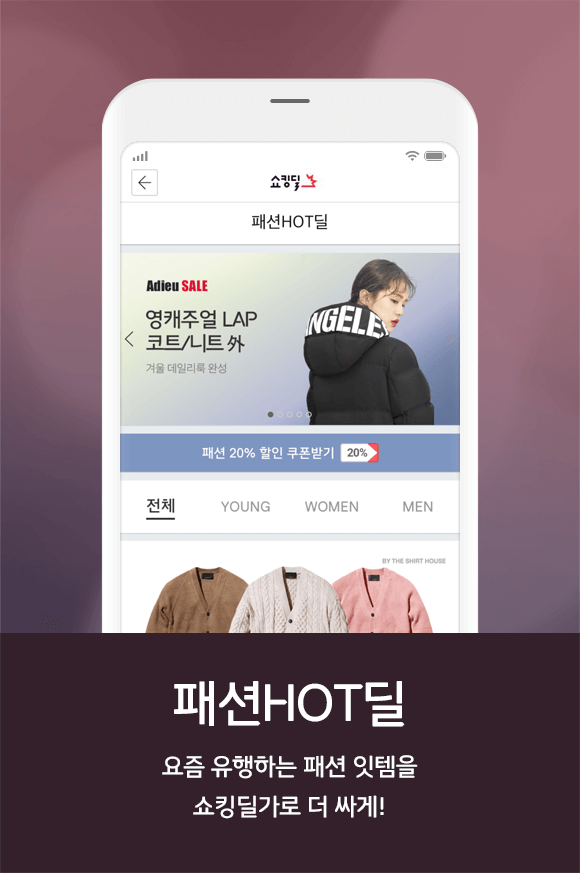 쇼킹딜
패션HOT딜
Adieu SALE
영캐주얼 LAP
코트/니트 外
겨울 데일리룩 완성
ANGELES
패션 20% 할인 쿠폰받기 20%
전체 YOUNG WOMEN MEN
BY THE SHIRT HOUSE
패션HOT딜
요즘 유행하는 패션 잇템을
쇼킹딜가로 더 싸게!